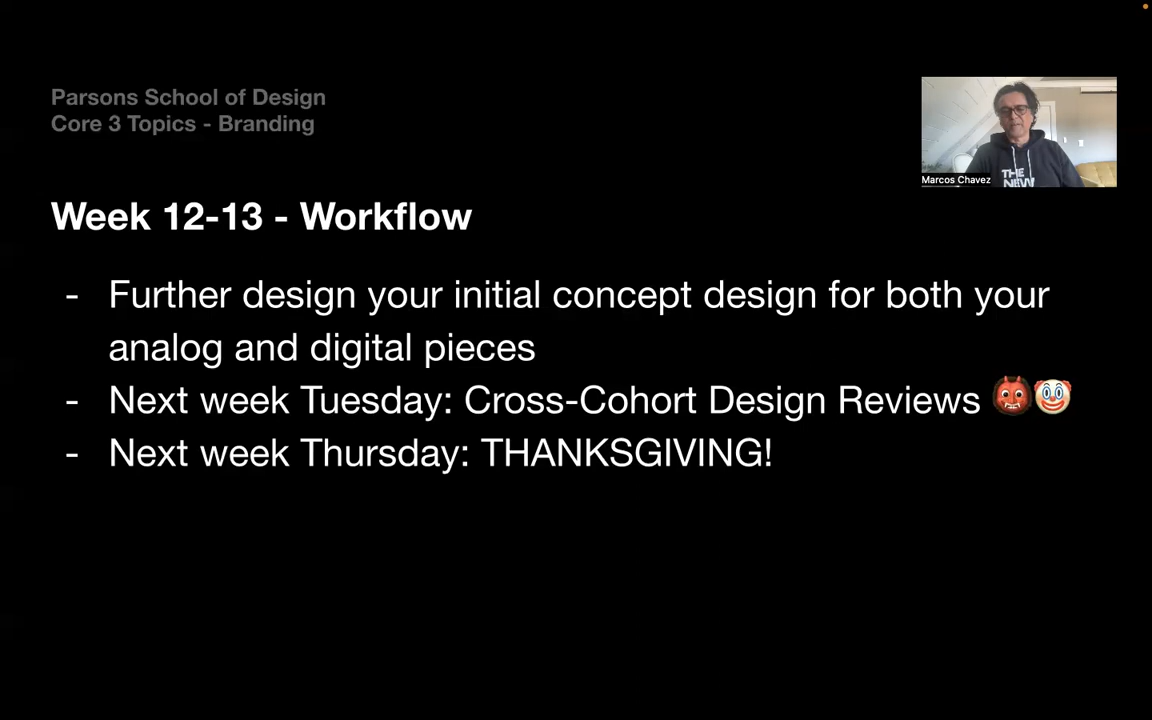 Parsons School of Design
Core 3 Topics - Branding
Marcos Chavez
THE
NEW
Week 12-13 - Workflow
- Further design your initial concept design for both your
analog and digital pieces
- Next week Tuesday: Cross-Cohort Design Reviews 👹🤡
- Next week Thursday: THANKSGIVING!